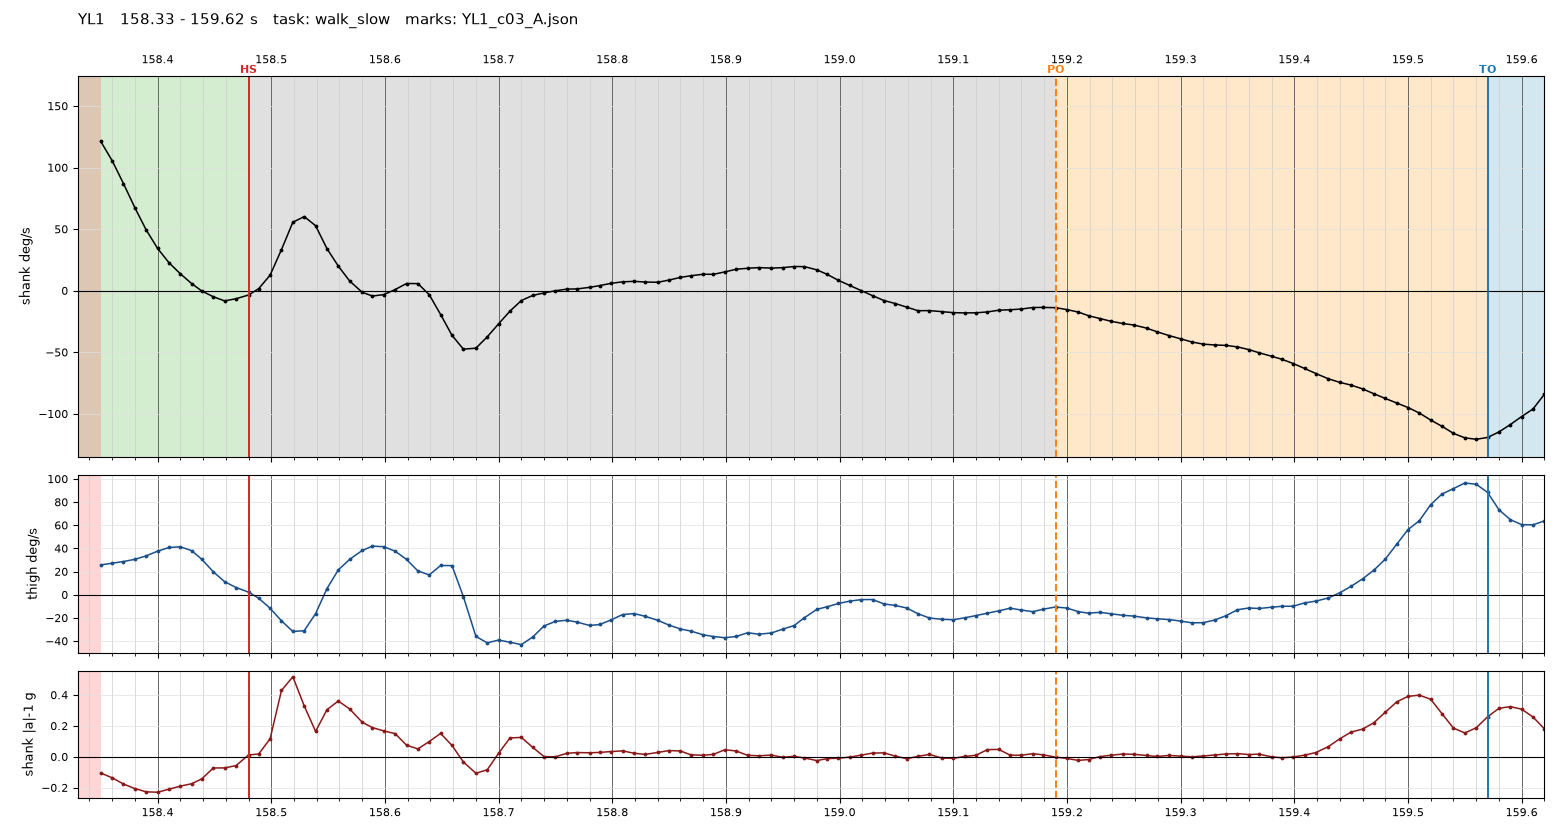 YL1   158.33 - 159.62 s   task: walk_slow   marks: YL1_c03_A.json
158.4 158.5 158.6 158.7 158.8 158.9 159.0 159.1 159.2 159.3 159.4 159.5 159.6
HS PO TO
shank deg/s
150
100
50
0
−50
−100
thigh deg/s
100
80
60
40
20
0
−20
−40
shank |a|-1 g
0.4
0.2
0.0
−0.2
158.4 158.5 158.6 158.7 158.8 158.9 159.0 159.1 159.2 159.3 159.4 159.5 159.6